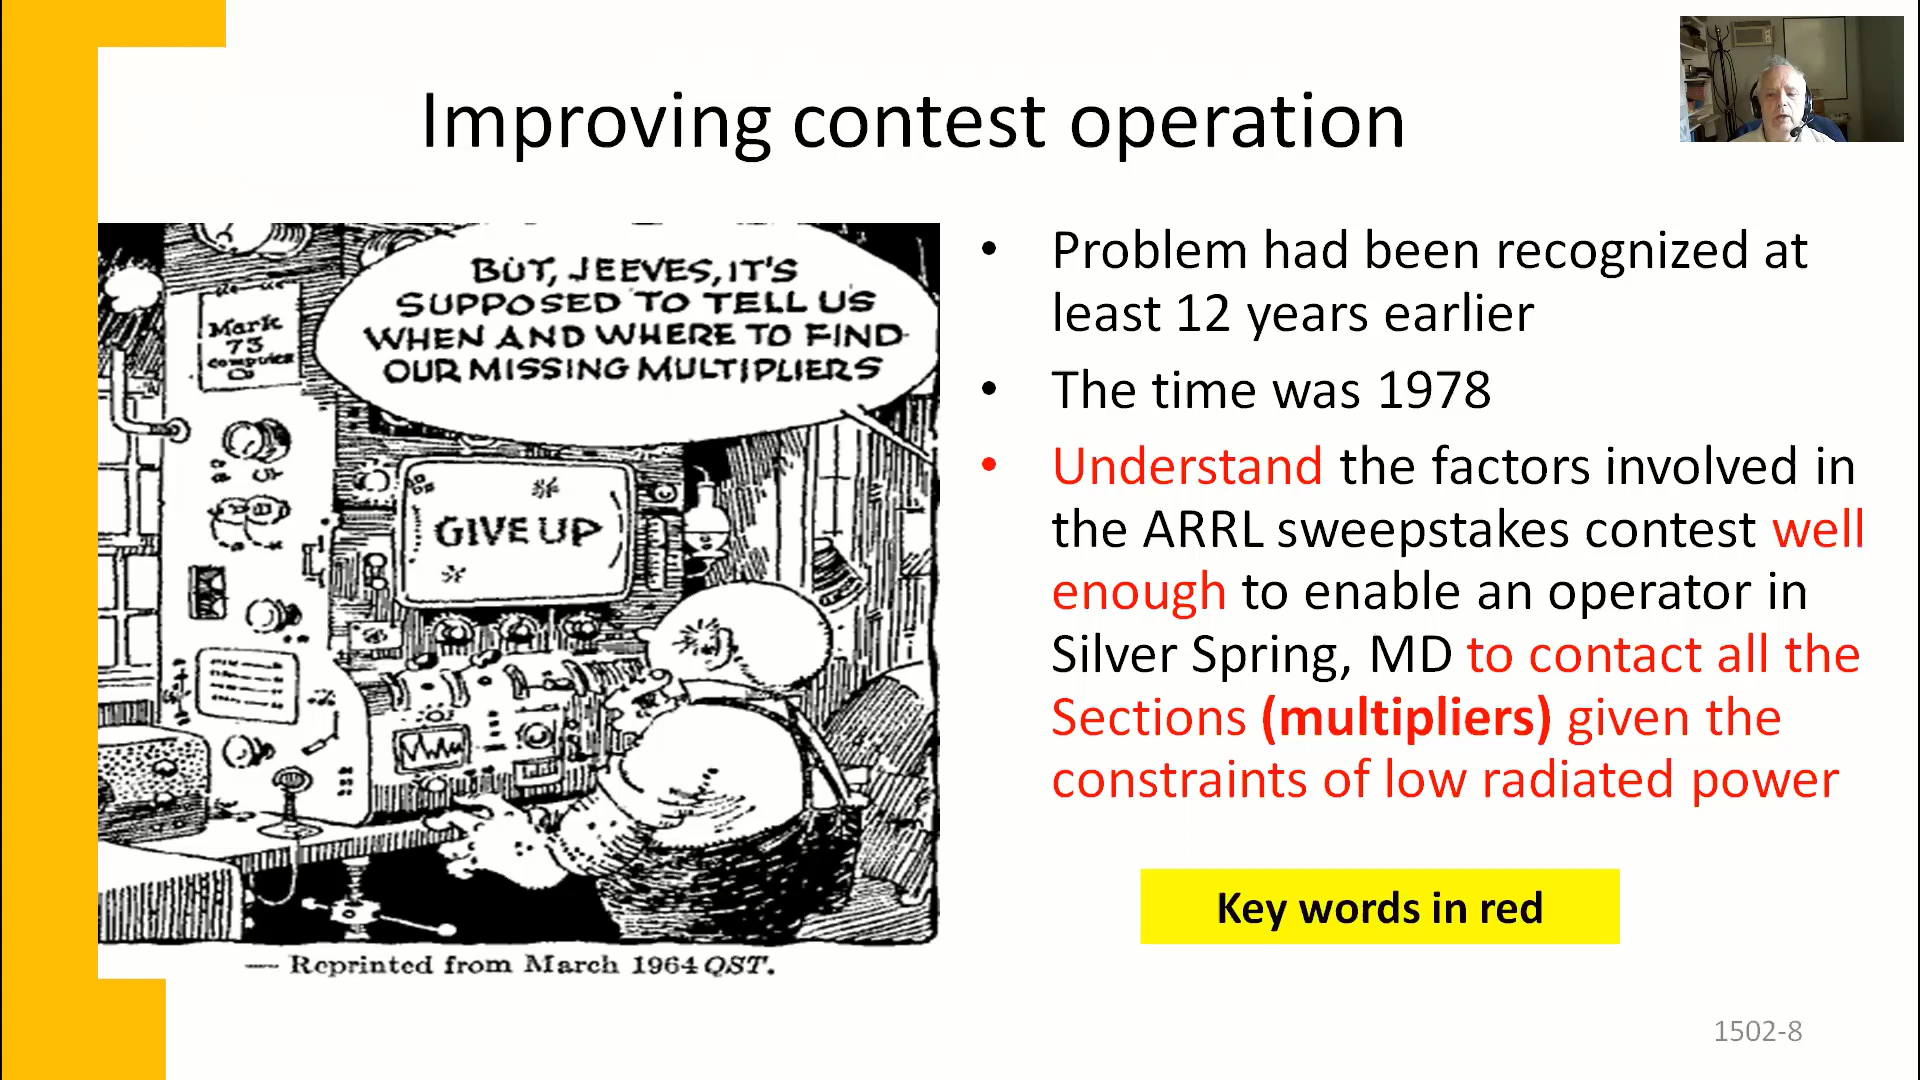 Improving contest operation
BUT, JEEVES, IT'S
SUPPOSED TO TELL US
WHEN AND WHERE TO FIND
OUR MISSING MULTIPLIERS
Mark
73
computer
Co
GIVE UP
— Reprinted from March 1964 QST.
• Problem had been recognized at
least 12 years earlier
• The time was 1978
• Understand the factors involved in
the ARRL sweepstakes contest well
enough to enable an operator in
Silver Spring, MD to contact all the
Sections (multipliers) given the
constraints of low radiated power
Key words in red
1502-8